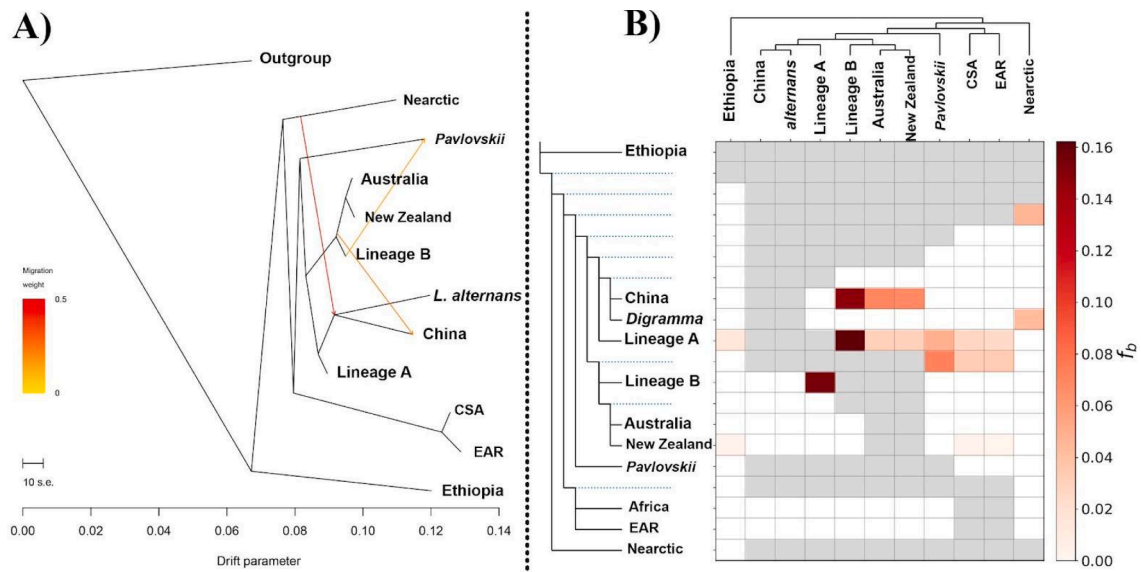 A)
Outgroup
Nearctic
Pavlovskii
Australia
New Zealand
Lineage B
L. alternans
China
Lineage A
CSA
EAR
Ethiopia
Migration
weight
0.5
0
10 s.e.
0.00 0.02 0.04 0.06 0.08 0.10 0.12 0.14
Drift parameter
B)
Ethiopia China alternans Lineage A Lineage B Australia New Zealand Pavlovskii CSA EAR Nearctic
Ethiopia
China
Digramma
Lineage A
Lineage B
Australia
New Zealand
Pavlovskii
Africa
EAR
Nearctic
0.16
0.14
0.12
0.10
0.08
0.06
0.04
0.02
0.00
f_b